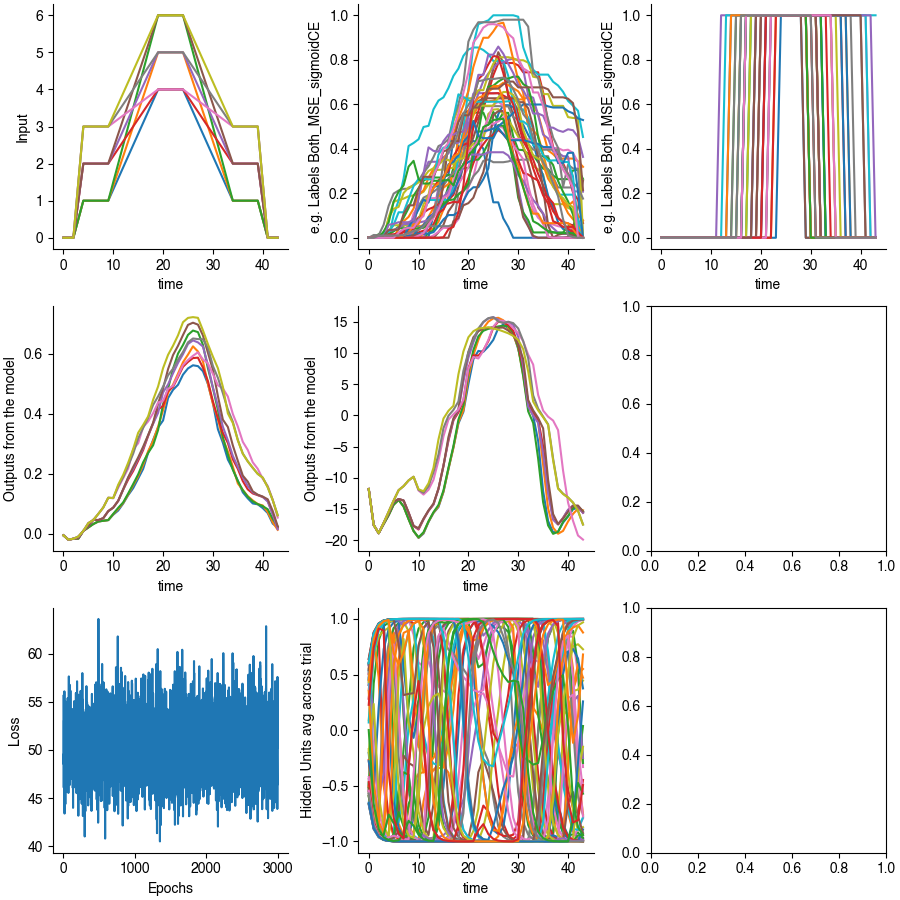 Input
6
5
4
3
2
1
0
0 10 20 30 40
time
e.g. Labels Both_MSE_sigmoidCE
1.0
0.8
0.6
0.4
0.2
0.0
0 10 20 30 40
time
e.g. Labels Both_MSE_sigmoidCE
1.0
0.8
0.6
0.4
0.2
0.0
0 10 20 30 40
time
Outputs from the model
0.6
0.4
0.2
0.0
0 10 20 30 40
time
Outputs from the model
15
10
5
0
−5
−10
−15
−20
0 10 20 30 40
time
1.0
0.8
0.6
0.4
0.2
0.0
0.0 0.2 0.4 0.6 0.8 1.0
Loss
60
55
50
45
40
0 1000 2000 3000
Epochs
Hidden Units avg across trial
1.0
0.5
0.0
−0.5
−1.0
0 10 20 30 40
time
1.0
0.8
0.6
0.4
0.2
0.0
0.0 0.2 0.4 0.6 0.8 1.0